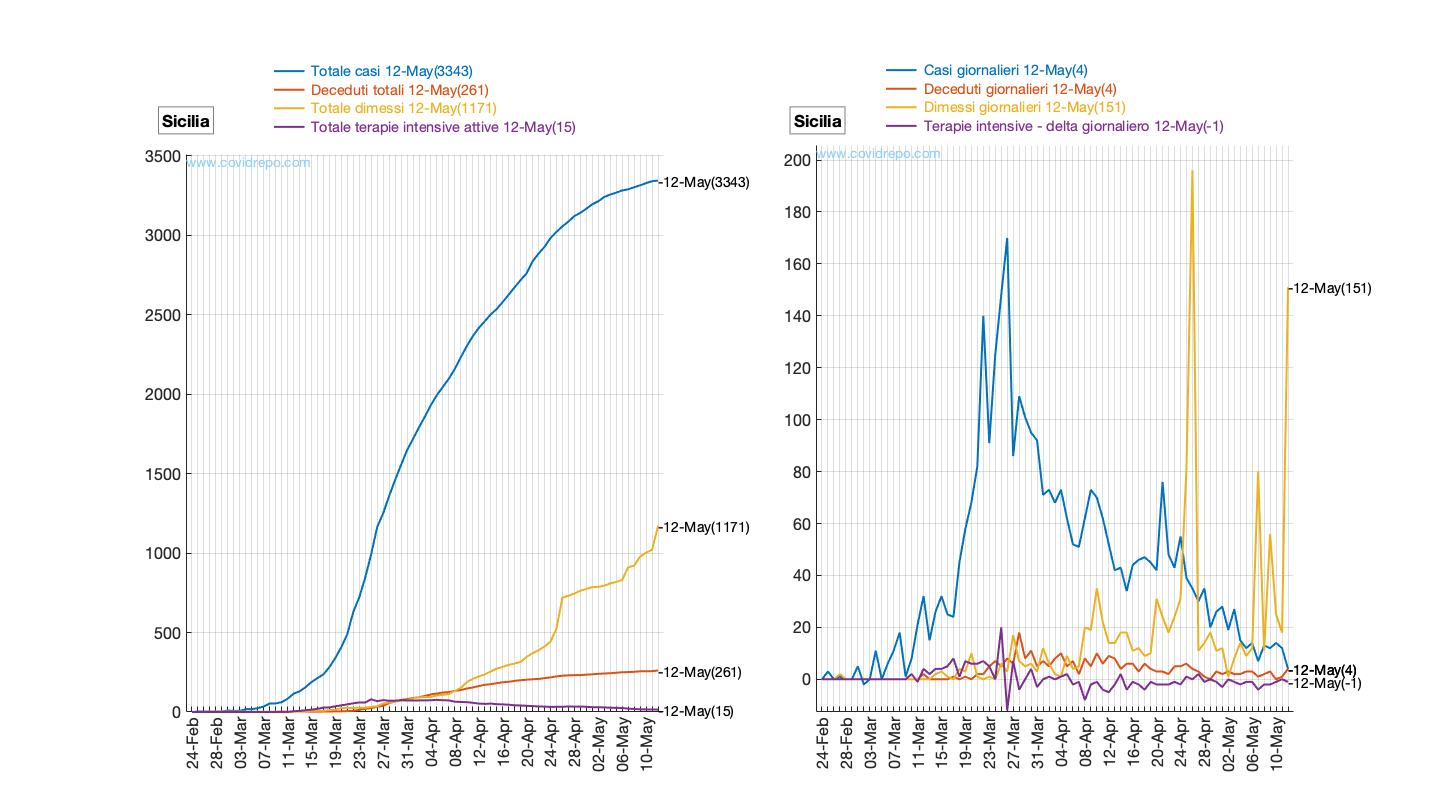 Totale casi 12-May(3343)
Deceduti totali 12-May(261)
Totale dimessi 12-May(1171)
Totale terapie intensive attive 12-May(15)
Sicilia
www.covidrepo.com
3500
3000
2500
2000
1500
1000
500
0
12-May(3343)
12-May(1171)
12-May(261)
12-May(15)
24-Feb
28-Feb
03-Mar
07-Mar
11-Mar
15-Mar
19-Mar
23-Mar
27-Mar
31-Mar
04-Apr
08-Apr
12-Apr
16-Apr
20-Apr
24-Apr
28-Apr
02-May
06-May
10-May
Casi giornalieri 12-May(4)
Deceduti giornalieri 12-May(4)
Dimessi giornalieri 12-May(151)
Terapie intensive - delta giornaliero 12-May(-1)
Sicilia
www.covidrepo.com
200
180
160
140
120
100
80
60
40
20
0
12-May(151)
12-May(4)
12-May(-1)
24-Feb
28-Feb
03-Mar
07-Mar
11-Mar
15-Mar
19-Mar
23-Mar
27-Mar
31-Mar
04-Apr
08-Apr
12-Apr
16-Apr
20-Apr
24-Apr
28-Apr
02-May
06-May
10-May